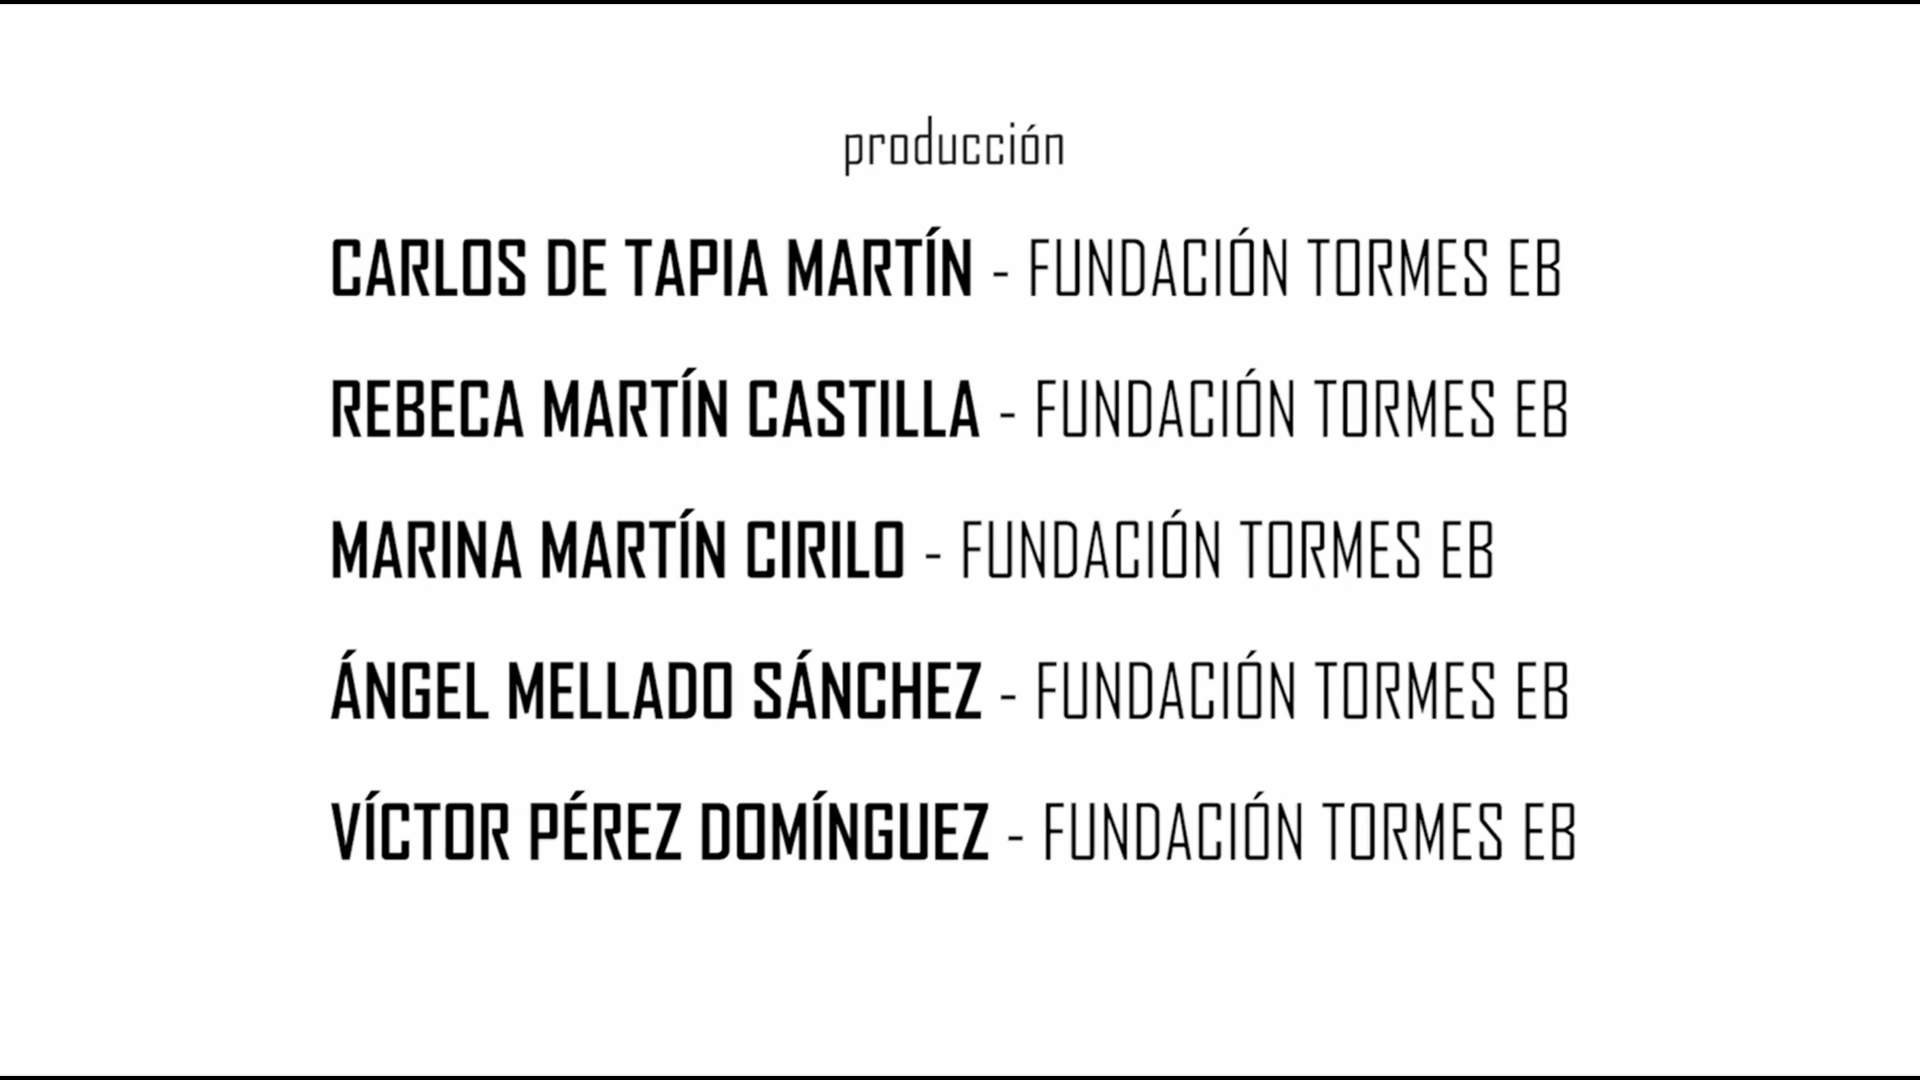 producción
CARLOS DE TAPIA MARTÍN - FUNDACIÓN TORMES EB
REBECA MARTÍN CASTILLA - FUNDACIÓN TORMES EB
MARINA MARTÍN CIRILO - FUNDACIÓN TORMES EB
ÁNGEL MELLADO SÁNCHEZ - FUNDACIÓN TORMES EB
VÍCTOR PÉREZ DOMÍNGUEZ - FUNDACIÓN TORMES EB